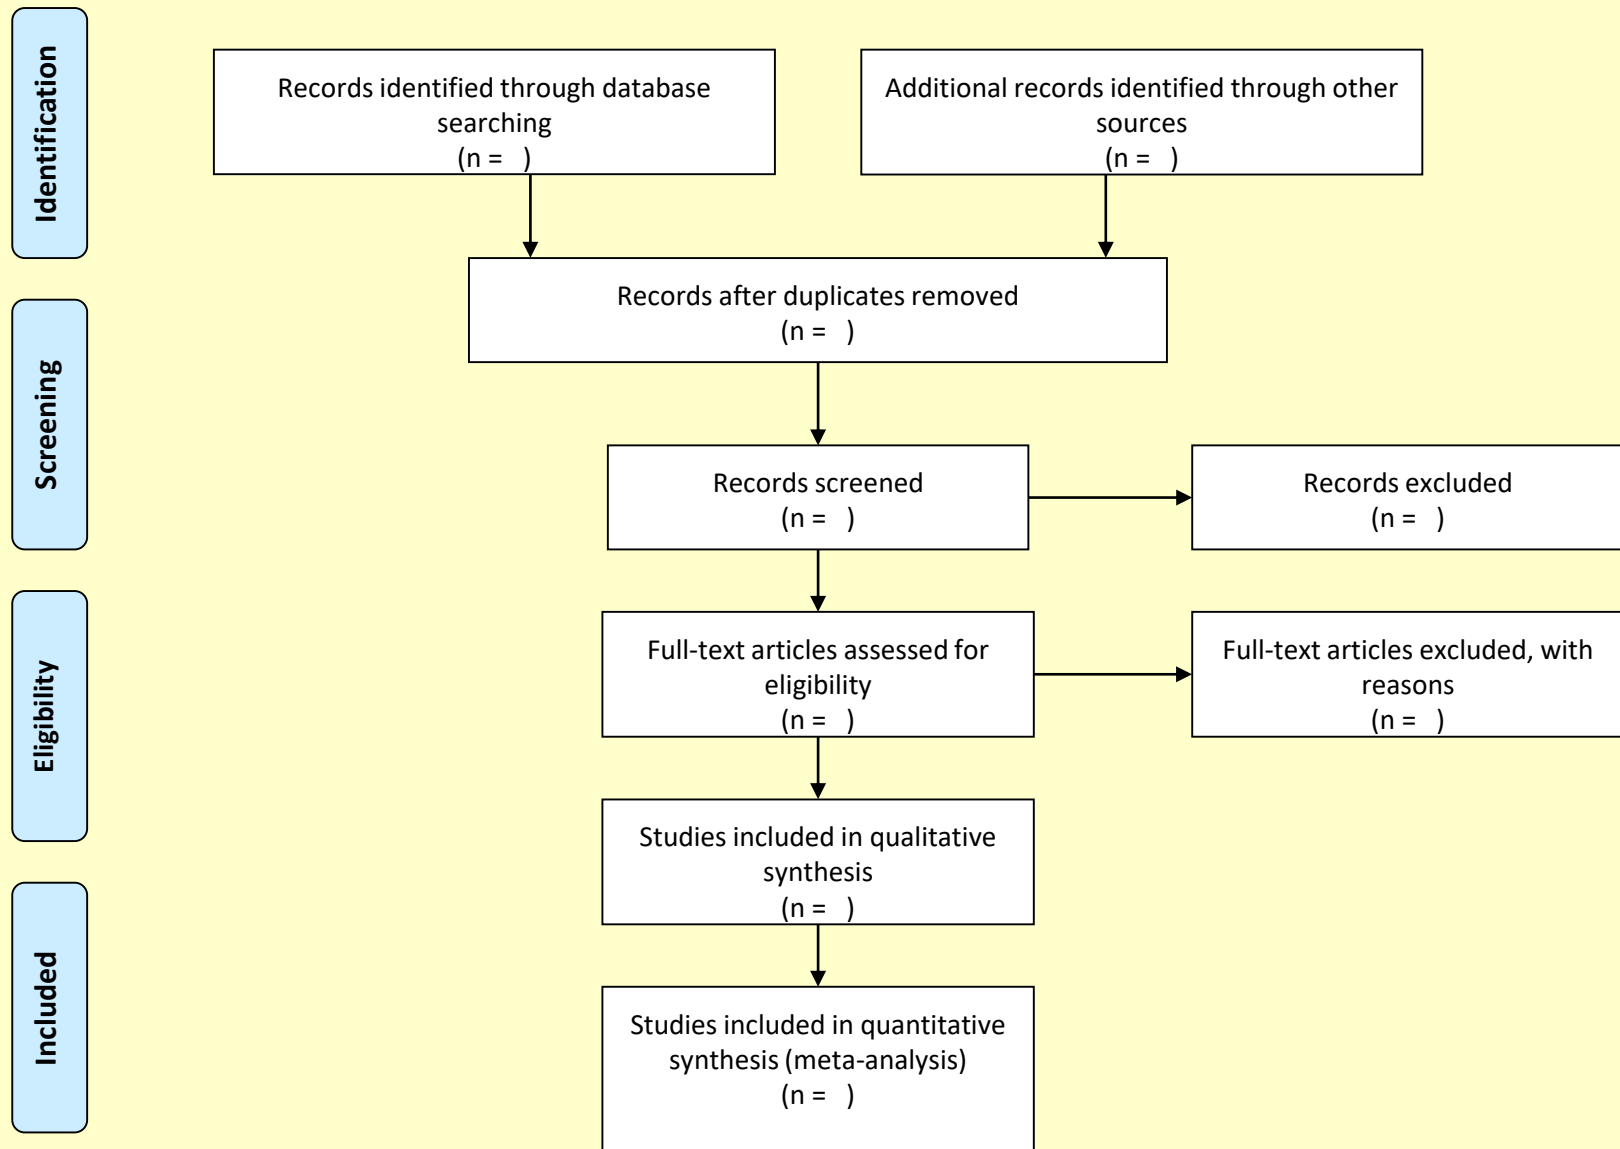 Identification
Records identified through database
searching
(n =   )
Additional records identified through other
sources
(n =   )
Records after duplicates removed
(n =   )
Screening
Records screened
(n =   )
Records excluded
(n =   )
Eligibility
Full-text articles assessed for
eligibility
(n =   )
Full-text articles excluded, with
reasons
(n =   )
Studies included in qualitative
synthesis
(n =   )
Included
Studies included in quantitative
synthesis (meta-analysis)
(n =   )